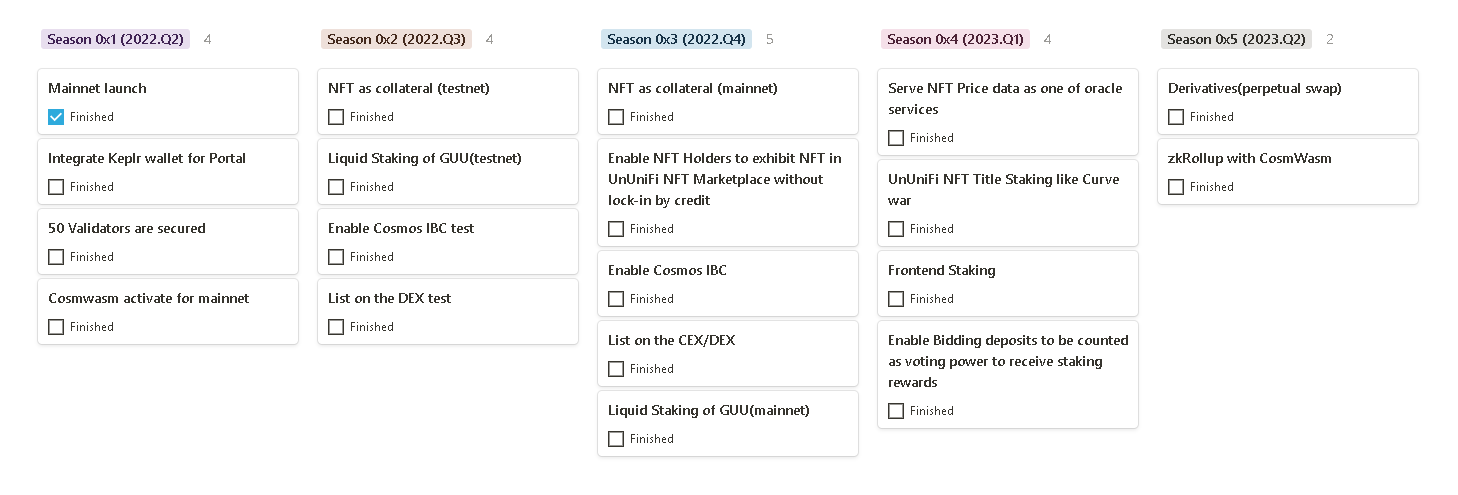 Season 0x1 (2022.Q2) 4
Mainnet launch
Finished
Integrate Keplr wallet for Portal
Finished
50 Validators are secured
Finished
Cosmwasm activate for mainnet
Finished
Season 0x2 (2022.Q3) 4
NFT as collateral (testnet)
Finished
Liquid Staking of GUU(testnet)
Finished
Enable Cosmos IBC test
Finished
List on the DEX test
Finished
Season 0x3 (2022.Q4) 5
NFT as collateral (mainnet)
Finished
Enable NFT Holders to exhibit NFT in
UnUniFi NFT Marketplace without
lock-in by credit
Finished
Enable Cosmos IBC
Finished
List on the CEX/DEX
Finished
Liquid Staking of GUU(mainnet)
Finished
Season 0x4 (2023.Q1) 4
Serve NFT Price data as one of oracle
services
Finished
UnUniFi NFT Title Staking like Curve
war
Finished
Frontend Staking
Finished
Enable Bidding deposits to be counted
as voting power to receive staking
rewards
Finished
Season 0x5 (2023.Q2) 2
Derivatives(perpetual swap)
Finished
zkRollup with CosmWasm
Finished